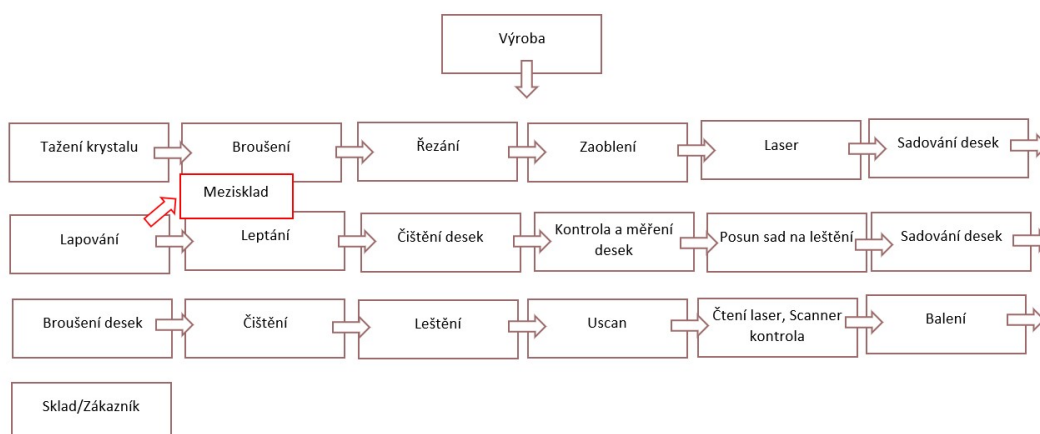 Výroba
Tažení krystalu
Broušení
Řezání
Zaoblení
Laser
Sadování desek
Mezisklad
Lapování
Leptání
Čištění desek
Kontrola a měření
desek
Posun sad na leštění
Sadování desek
Broušení desek
Čištění
Leštění
Uscan
Čtení laser, Scanner
kontrola
Balení
Sklad/Zákazník